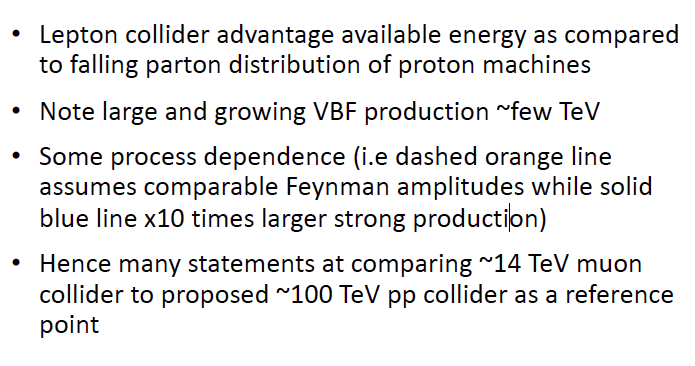 • Lepton collider advantage available energy as compared
to falling parton distribution of proton machines
• Note large and growing VBF production ~few TeV
• Some process dependence (i.e dashed orange line
assumes comparable Feynman amplitudes while solid
blue line x10 times larger strong production)
• Hence many statements at comparing ~14 TeV muon
collider to proposed ~100 TeV pp collider as a reference
point